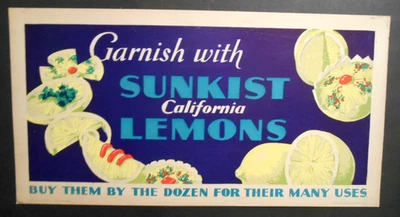 Garnish with
SUNKIST
California
LEMONS
BUY THEM BY THE DOZEN FOR THEIR MANY USES